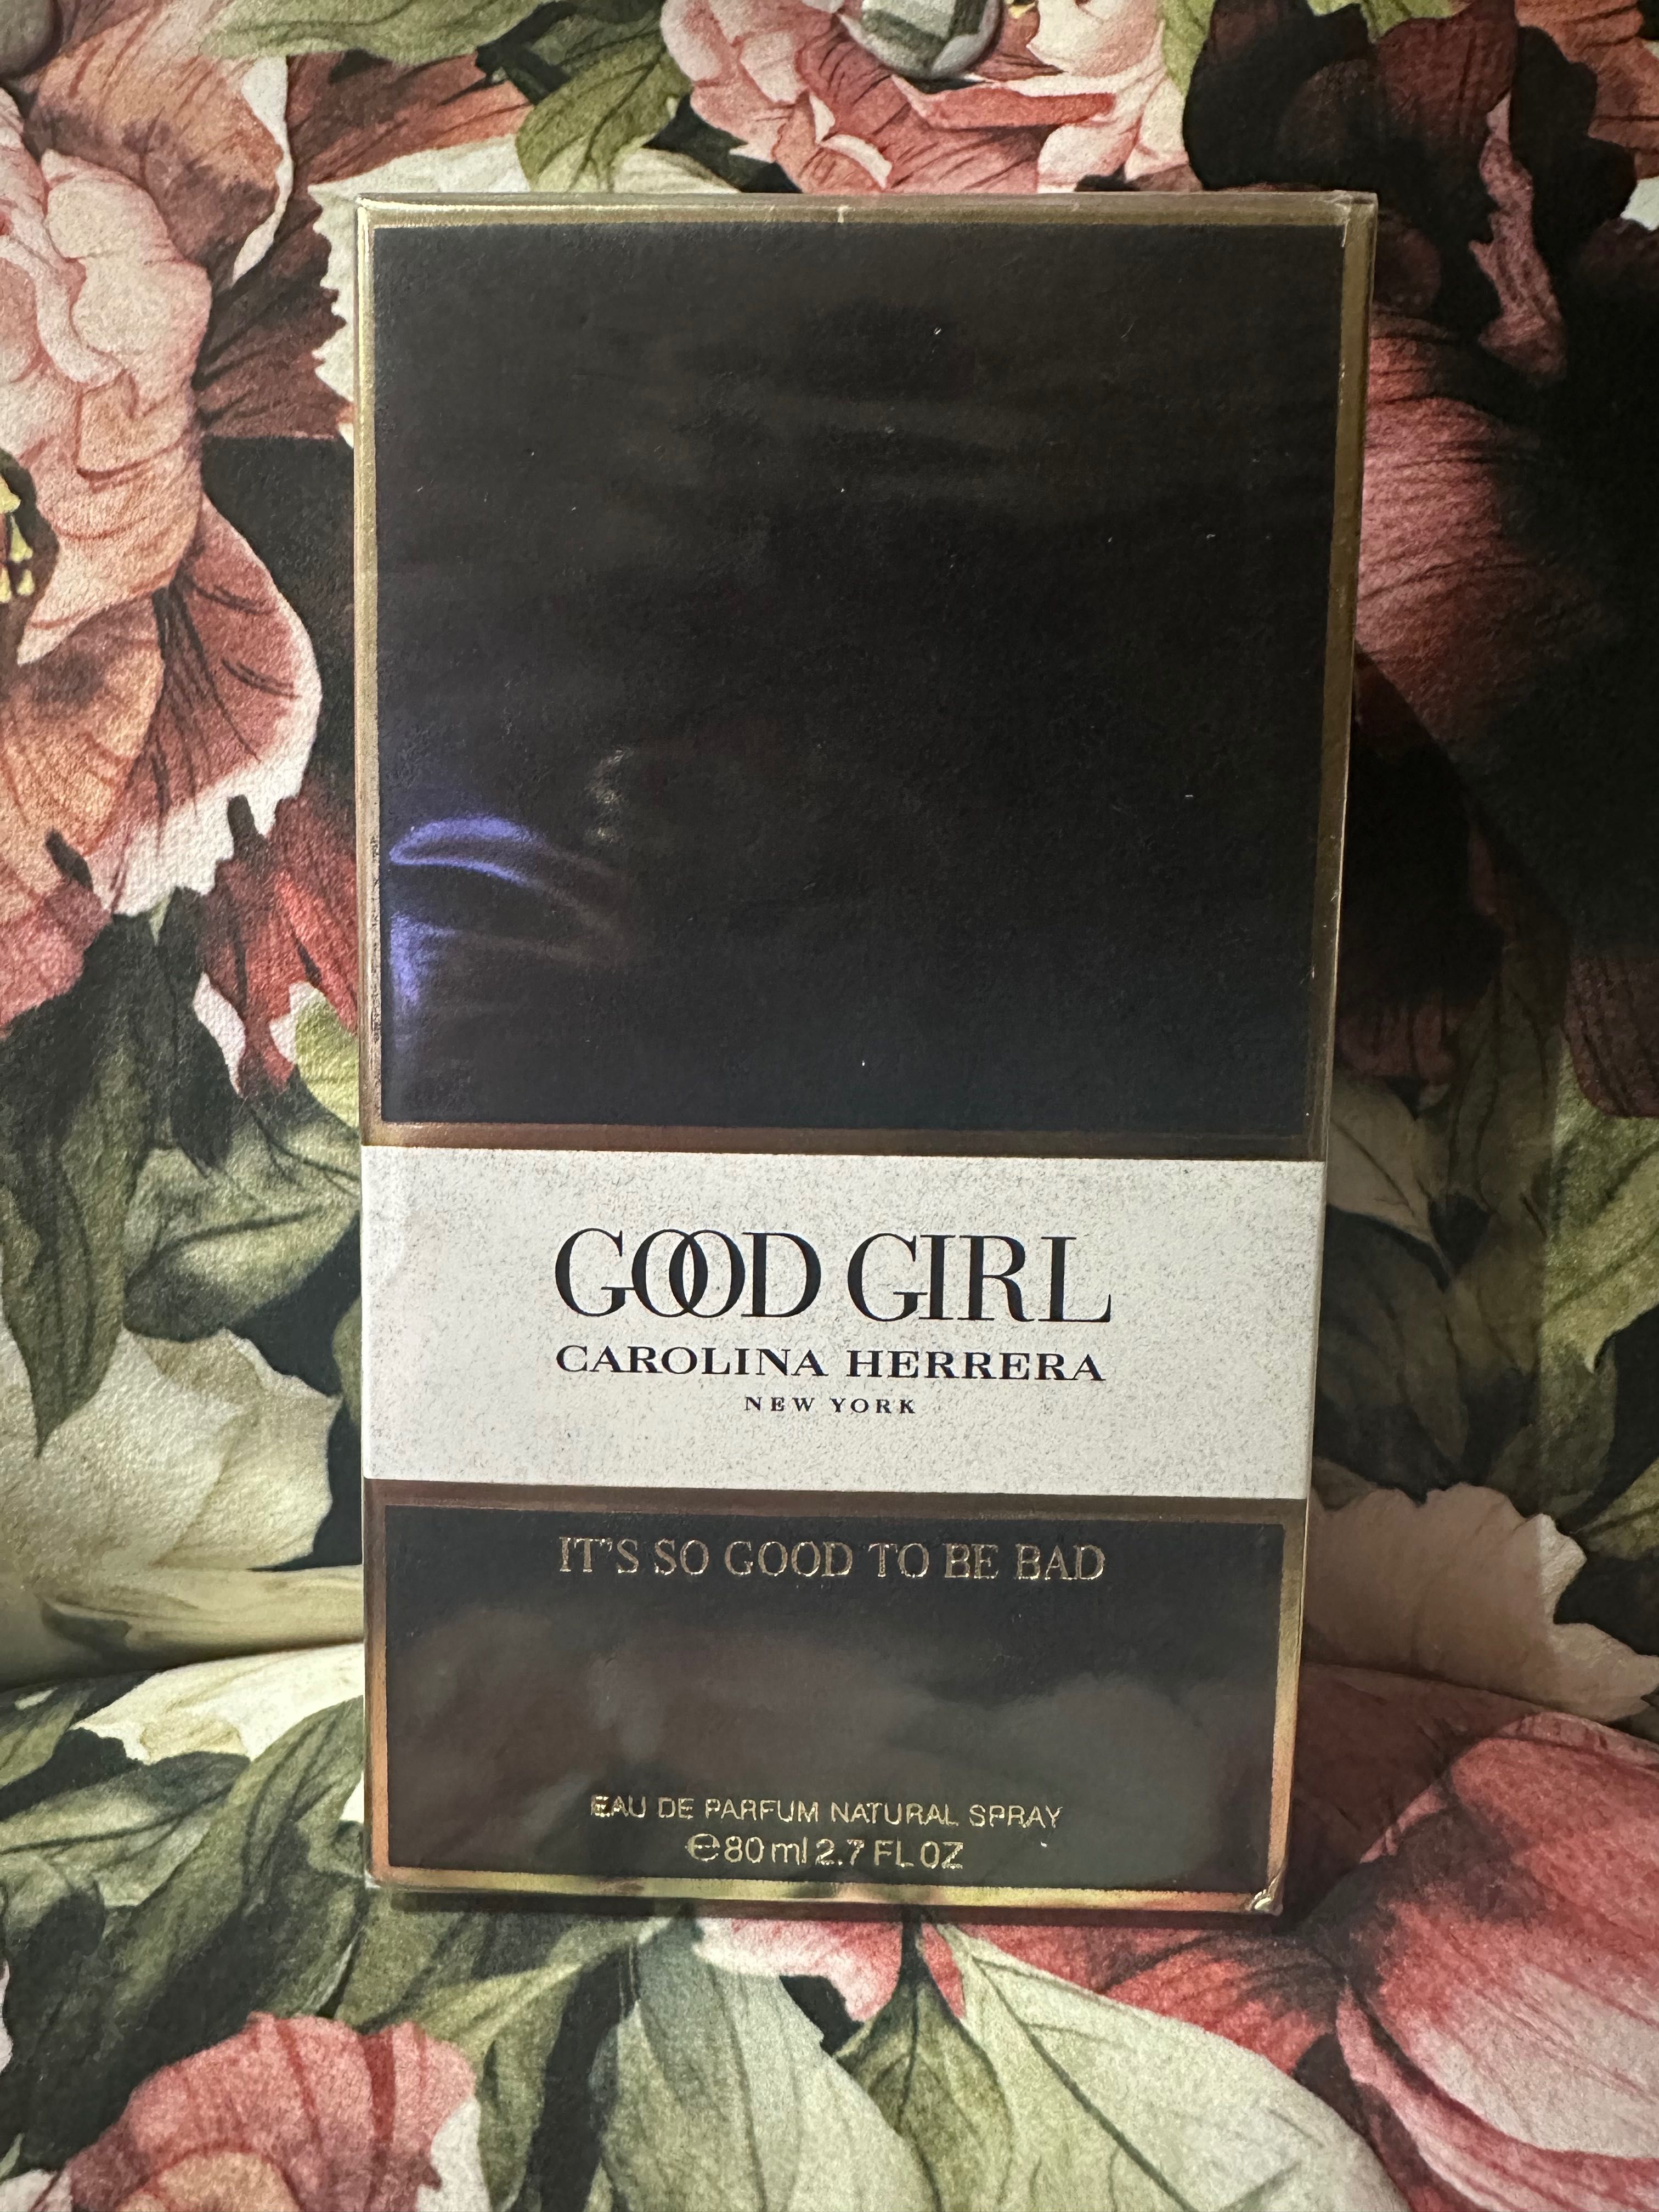 GOOD GIRL
CAROLINA HERRERA
NEW YORK
IT'S SO GOOD TO BE BAD
EAU DE PARFUM NATURAL SPRAY
℮80 ml 2.7 FL OZ